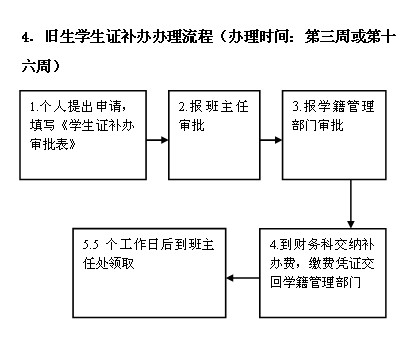 4. 旧生学生证补办办理流程（办理时间：第三周或第十
六周）
1.个人提出申请，
填写《学生证补办
审批表》
2.报班主任
审批
3.报学籍管理
部门审批
4.到财务科交纳补
办费，缴费凭证交
回学籍管理部门
5.5 个工作日后到班主
任处领取